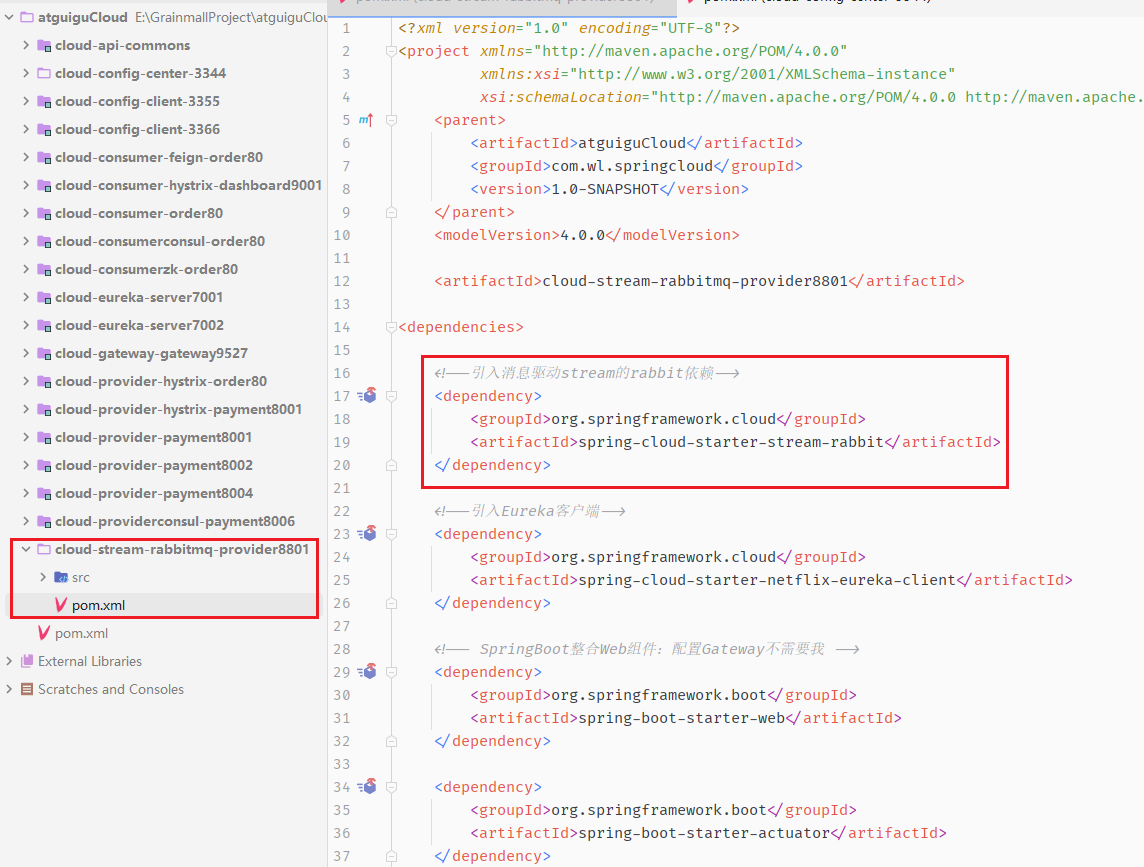 atguiguCloud E:\GrainmallProject\atguiguClou
cloud-api-commons
cloud-config-center-3344
cloud-config-client-3355
cloud-config-client-3366
cloud-consumer-feign-order80
cloud-consumer-hystrix-dashboard9001
cloud-consumer-order80
cloud-consumerconsul-order80
cloud-consumerzk-order80
cloud-eureka-server7001
cloud-eureka-server7002
cloud-gateway-gateway9527
cloud-provider-hystrix-order80
cloud-provider-hystrix-payment8001
cloud-provider-payment8001
cloud-provider-payment8002
cloud-provider-payment8004
cloud-providerconsul-payment8006
cloud-stream-rabbitmq-provider8801
src
pom.xml
pom.xml
External Libraries
Scratches and Consoles
1 <?xml version="1.0" encoding="UTF-8"?>
2 <project xmlns="http://maven.apache.org/POM/4.0.0"
3 xmlns:xsi="http://www.w3.org/2001/XMLSchema-instance"
4 xsi:schemaLocation="http://maven.apache.org/POM/4.0.0 http://maven.apache.
5 <parent>
6 <artifactId>atguiguCloud</artifactId>
7 <groupId>com.wl.springcloud</groupId>
8 <version>1.0-SNAPSHOT</version>
9 </parent>
10 <modelVersion>4.0.0</modelVersion>
11
12 <artifactId>cloud-stream-rabbitmq-provider8801</artifactId>
13
14 <dependencies>
15
16 <!--引入消息驱动stream的rabbit依赖-->
17 <dependency>
18 <groupId>org.springframework.cloud</groupId>
19 <artifactId>spring-cloud-starter-stream-rabbit</artifactId>
20 </dependency>
21
22 <!--引入Eureka客户端-->
23 <dependency>
24 <groupId>org.springframework.cloud</groupId>
25 <artifactId>spring-cloud-starter-netflix-eureka-client</artifactId>
26 </dependency>
27
28 <!-- SpringBoot整合Web组件：配置Gateway不需要我 -->
29 <dependency>
30 <groupId>org.springframework.boot</groupId>
31 <artifactId>spring-boot-starter-web</artifactId>
32 </dependency>
33
34 <dependency>
35 <groupId>org.springframework.boot</groupId>
36 <artifactId>spring-boot-starter-actuator</artifactId>
37 </dependency>